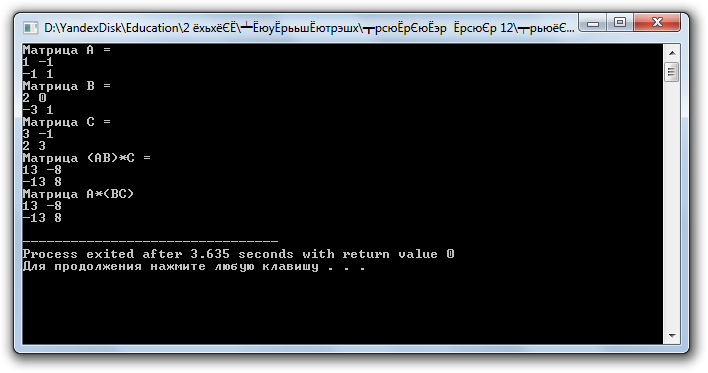 D:\YandexDisk\Education\2 ёхьхёЄЁ\┴ЁюуЁрььшЁютрэшх\┬рсюЁрЄюЁэр  Ёрсюєр 12\┬рьюёЄ...
Матрица A =
1 -1
-1 1
Матрица B =
2 0
-3 1
Матрица C =
3 -1
2 3
Матрица (AB)*C =
13 -8
-13 8
Матрица A*(BC)
13 -8
-13 8
--------------------------------
Process exited after 3.635 seconds with return value 0
Для продолжения нажмите любую клавишу . . .